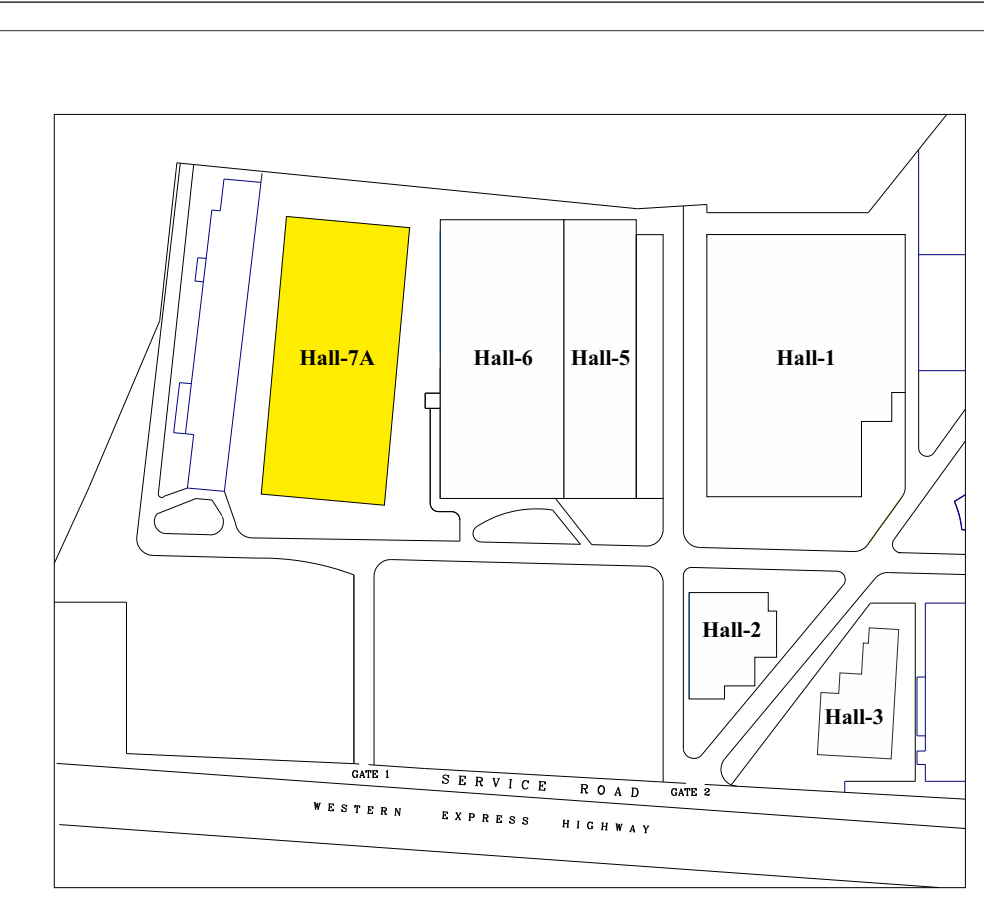 Hall-7A
Hall-6
Hall-5
Hall-1
Hall-2
Hall-3
GATE 1
SERVICE ROAD
GATE 2
WESTERN EXPRESS HIGHWAY